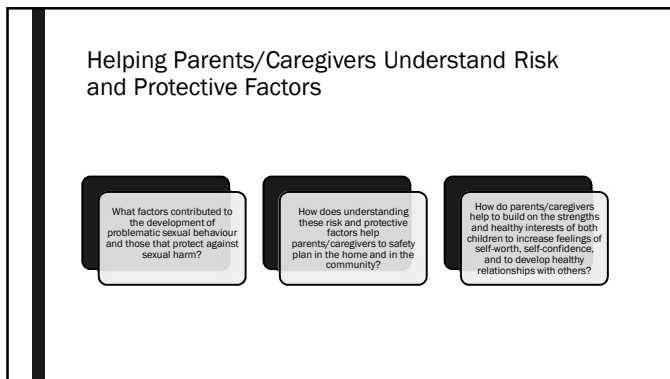 Helping Parents/Caregivers Understand Risk
and Protective Factors
What factors contributed to
the development of
problematic sexual behaviour
and those that protect against
sexual harm?
How does understanding
these risk and protective
factors help
parents/caregivers to safety
plan in the home and in the
community?
How do parents/caregivers
help to build on the strengths
and healthy interests of both
children to increase feelings of
self-worth, self-confidence,
and to develop healthy
relationships with others?